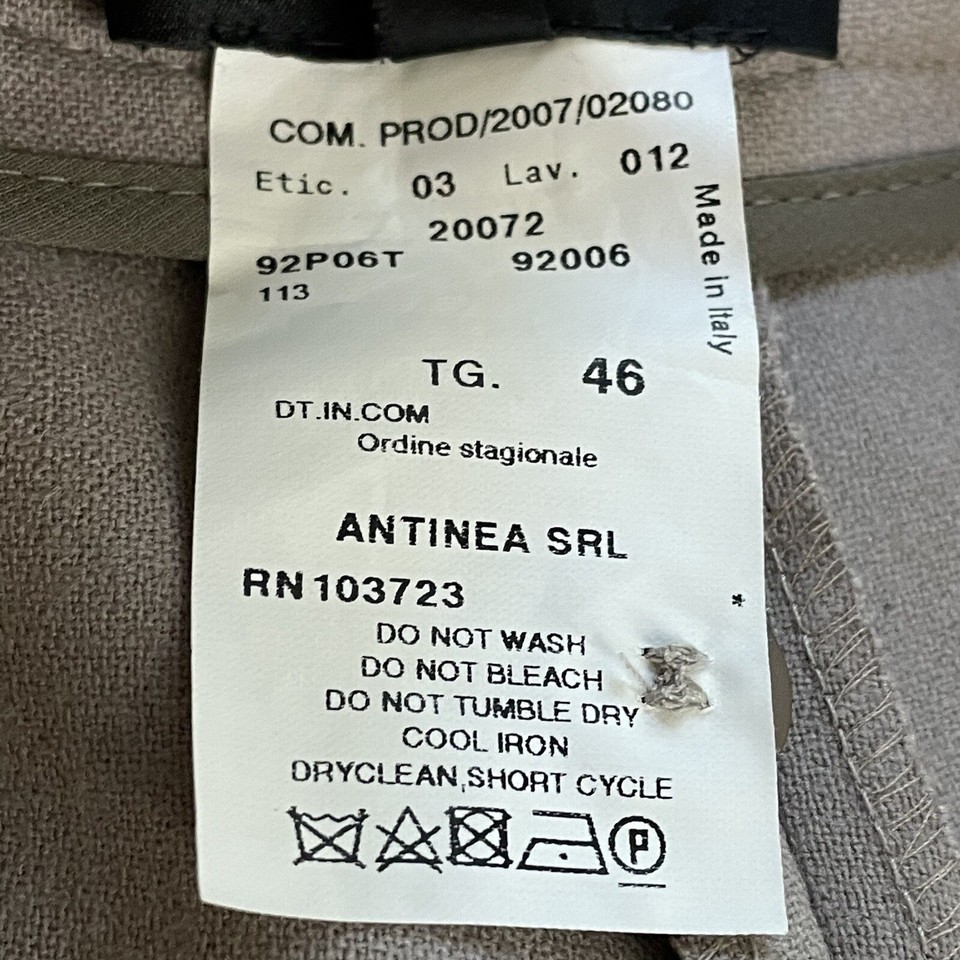 COM. PROD/2007/02080
Etic. 03 Lav. 012
20072
92P06T 92006
113
Made in Italy
TG. 46
DT.IN.COM
Ordine stagionale
ANTINEA SRL
RN103723
*
DO NOT WASH
DO NOT BLEACH
DO NOT TUMBLE DRY
COOL IRON
DRYCLEAN,SHORT CYCLE
P